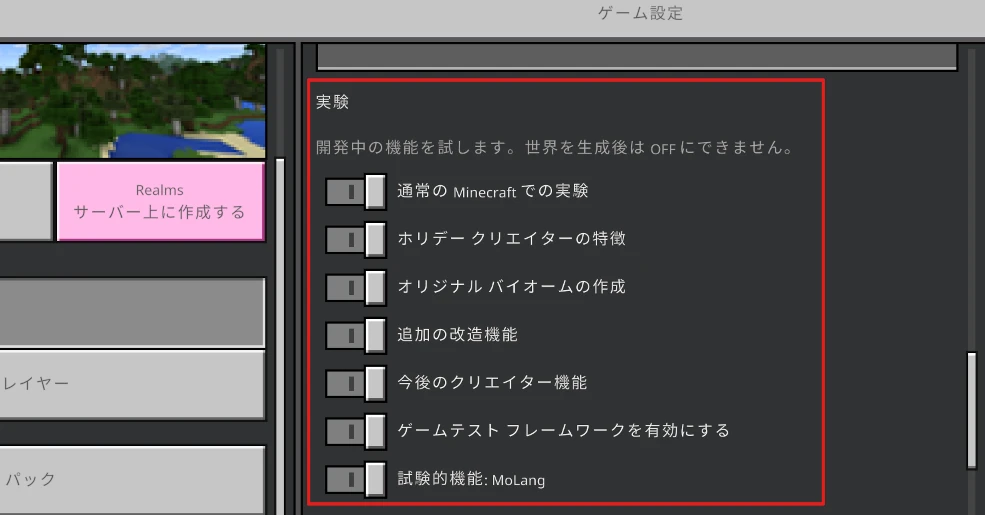 ゲーム設定
Realms
サーバー上に作成する
レイヤー
パック
実験
開発中の機能を試します。世界を生成後は OFF にできません。
通常の Minecraft での実験
ホリデー クリエイターの特徴
オリジナル バイオームの作成
追加の改造機能
今後のクリエイター機能
ゲームテスト フレームワークを有効にする
試験的機能: MoLang